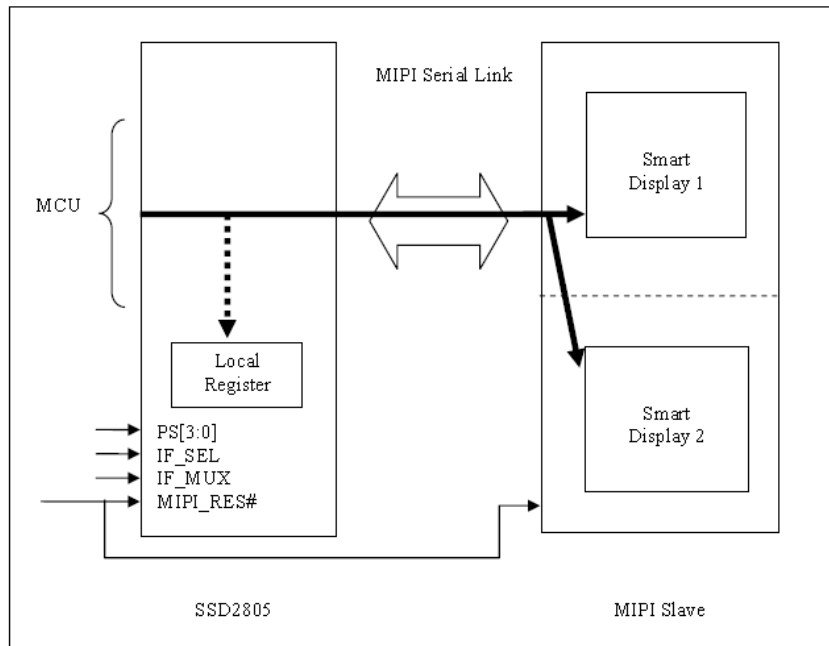 MIPI Serial Link
MCU
Smart
Display 1
Local
Register
Smart
Display 2
PS[3:0]
IF_SEL
IF_MUX
MIPI_RES#
SSD2805
MIPI Slave